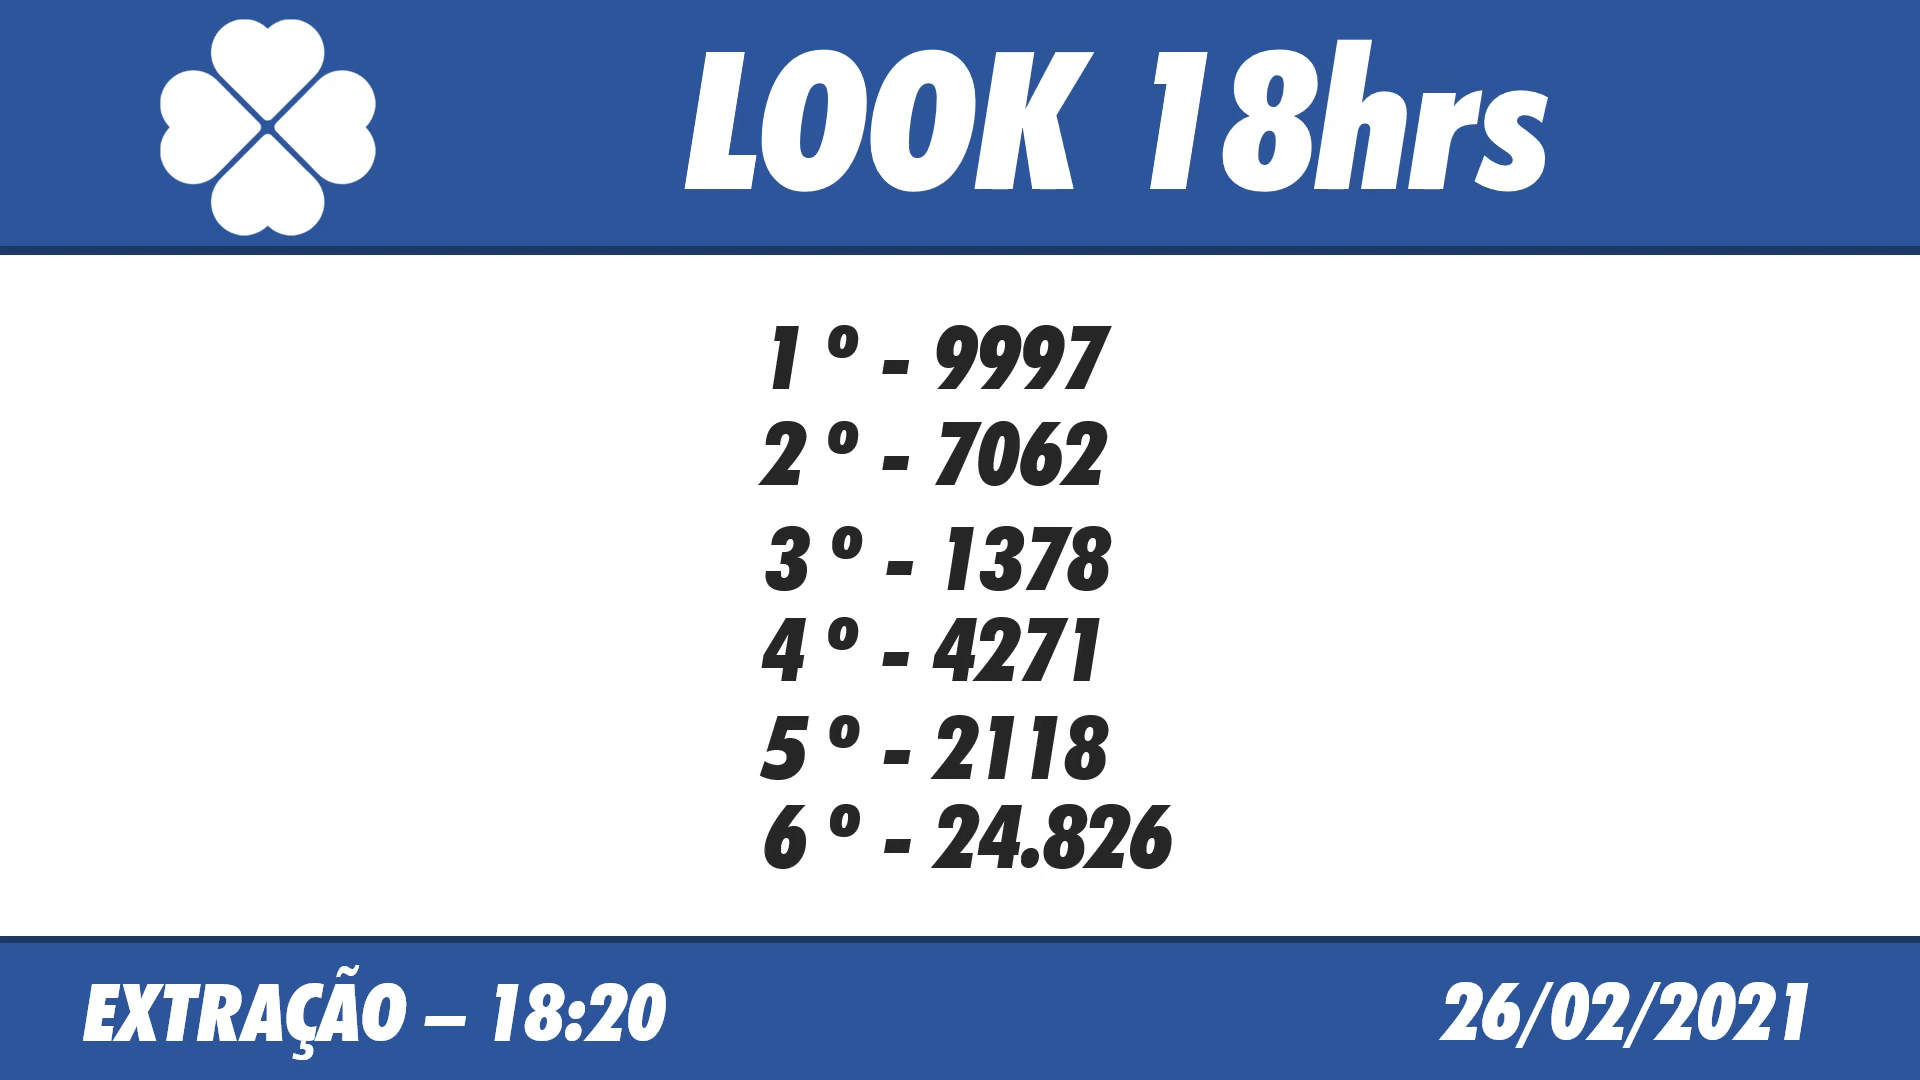 LOOK 18hrs
1 º - 9997
2 º - 7062
3 º - 1378
4 º - 4271
5 º - 2118
6 º - 24.826
EXTRAÇÃO – 18:20
26/02/2021